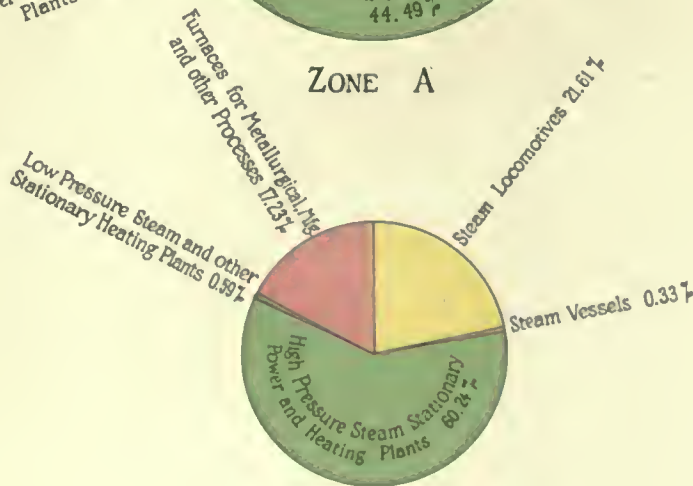 Plants
44.49 %
ZONE A
Furnaces for Metallurgical, Mfg.
and other Processes 17.23%
Steam Locomotives 21.61%
Low Pressure Steam and other
Stationary Heating Plants 0.59%
Steam Vessels 0.33%
High Pressure Steam Stationary
Power and Heating Plants 60.24%